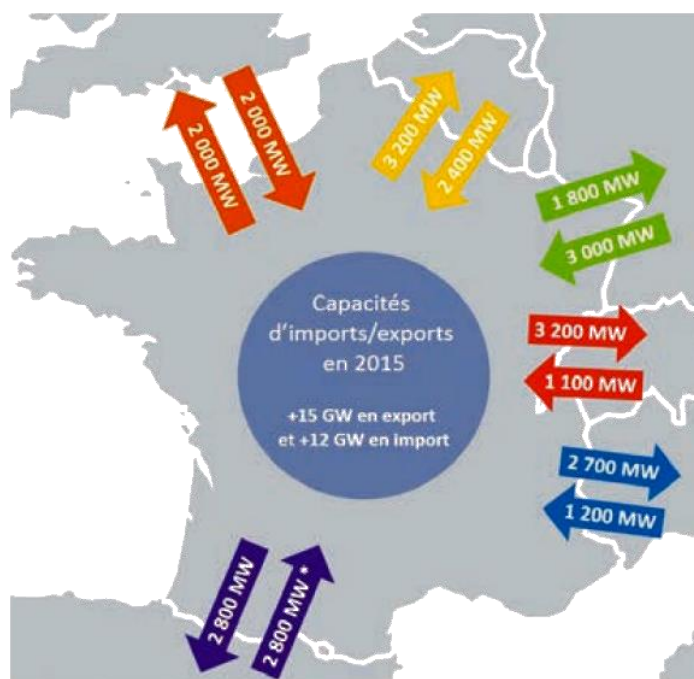 2 000 MW
2 000 MW
3 200 MW
2 400 MW
1 800 MW
3 000 MW
Capacités
d'imports/exports
en 2015
+15 GW en export
et +12 GW en import
3 200 MW
1 100 MW
2 700 MW
1 200 MW
2 800 MW
2 800 MW *